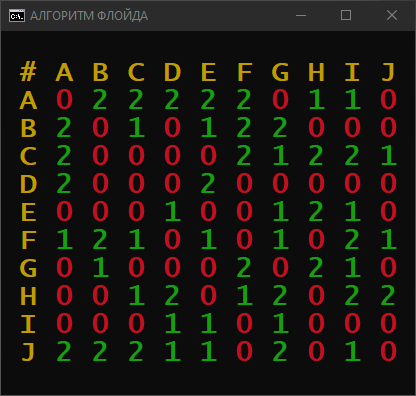 АЛГОРИТМ ФЛОЙДА
# A B C D E F G H I J
A 0 2 2 2 2 2 0 1 1 0
B 2 0 1 0 1 2 2 0 0 0
C 2 0 0 0 0 2 1 2 2 1
D 2 0 0 0 2 0 0 0 0 0
E 0 0 0 1 0 0 1 2 1 0
F 1 2 1 0 1 0 1 0 2 1
G 0 1 0 0 0 2 0 2 1 0
H 0 0 1 2 0 1 2 0 2 2
I 0 0 0 1 1 0 1 0 0 0
J 2 2 2 1 1 0 2 0 1 0